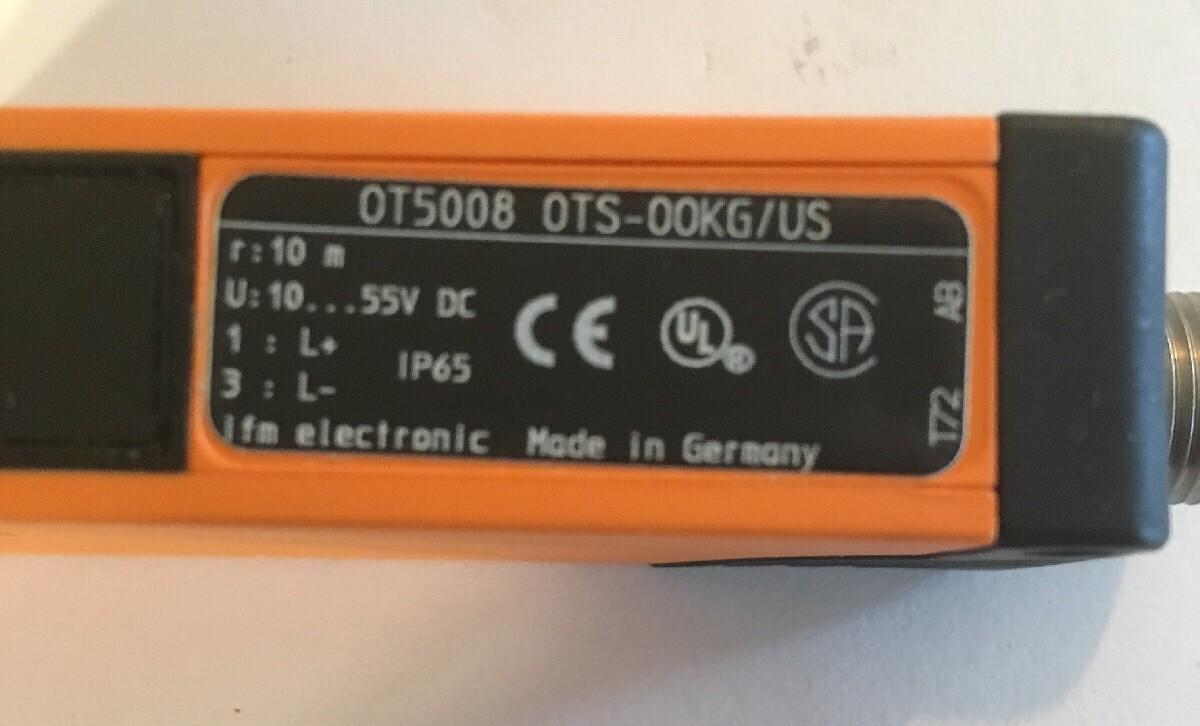 OT5008 OTS-OOKG/US
r:10 m
U:10...55V DC
1 : L+
3 : L-
IP65
CE
UL®
SA
AB
T72
ifm electronic Made in Germany